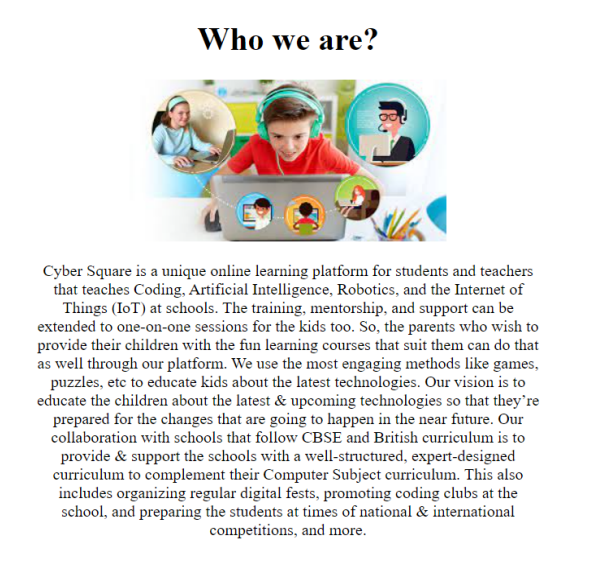 Who we are?
Cyber Square is a unique online learning platform for students and teachers
that teaches Coding, Artificial Intelligence, Robotics, and the Internet of
Things (IoT) at schools. The training, mentorship, and support can be
extended to one-on-one sessions for the kids too. So, the parents who wish to
provide their children with the fun learning courses that suit them can do that
as well through our platform. We use the most engaging methods like games,
puzzles, etc to educate kids about the latest technologies. Our vision is to
educate the children about the latest & upcoming technologies so that they’re
prepared for the changes that are going to happen in the near future. Our
collaboration with schools that follow CBSE and British curriculum is to
provide & support the schools with a well-structured, expert-designed
curriculum to complement their Computer Subject curriculum. This also
includes organizing regular digital fests, promoting coding clubs at the
school, and preparing the students at times of national & international
competitions, and more.